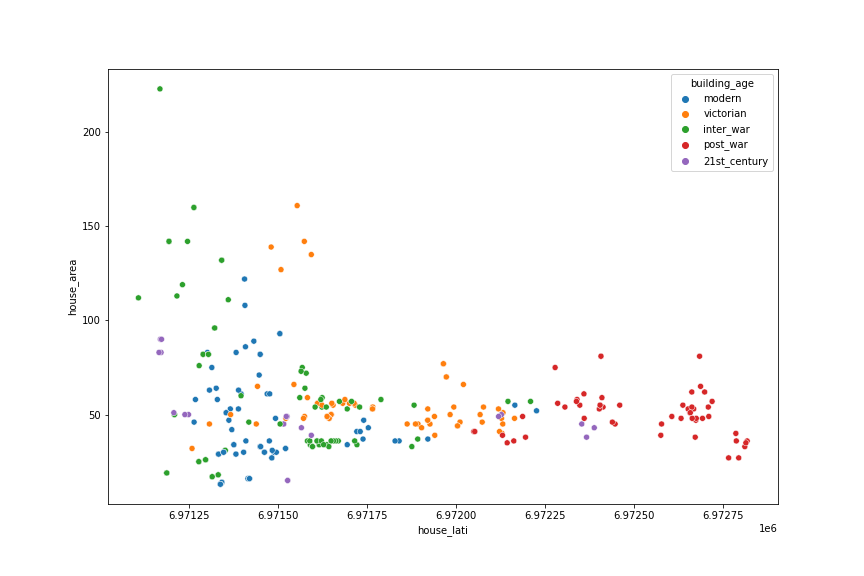 building_age
modern
victorian
inter_war
post_war
21st_century
200
150
100
50
house_area
6.97125 6.97150 6.97175 6.97200 6.97225 6.97250 6.97275
1e6
house_lati